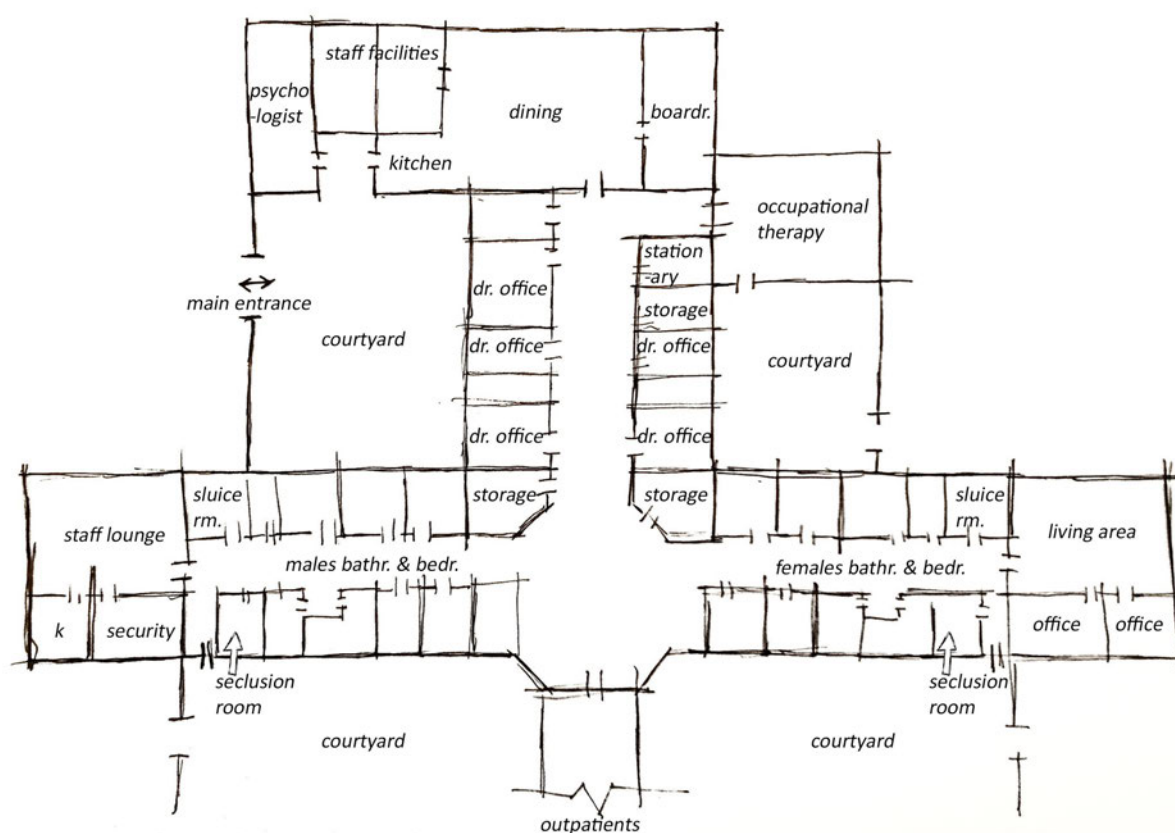 staff facilities
psycho
-logist
dining
boardr.
kitchen
occupational
therapy
station
-ary
dr. office
main entrance
storage
courtyard
dr. office
dr. office
courtyard
dr. office
dr. office
sluice
rm.
storage
storage
sluice
rm.
staff lounge
living area
males bathr. & bedr.
females bathr. & bedr.
k
security
office
office
seclusion
room
seclusion
room
courtyard
courtyard
outpatients